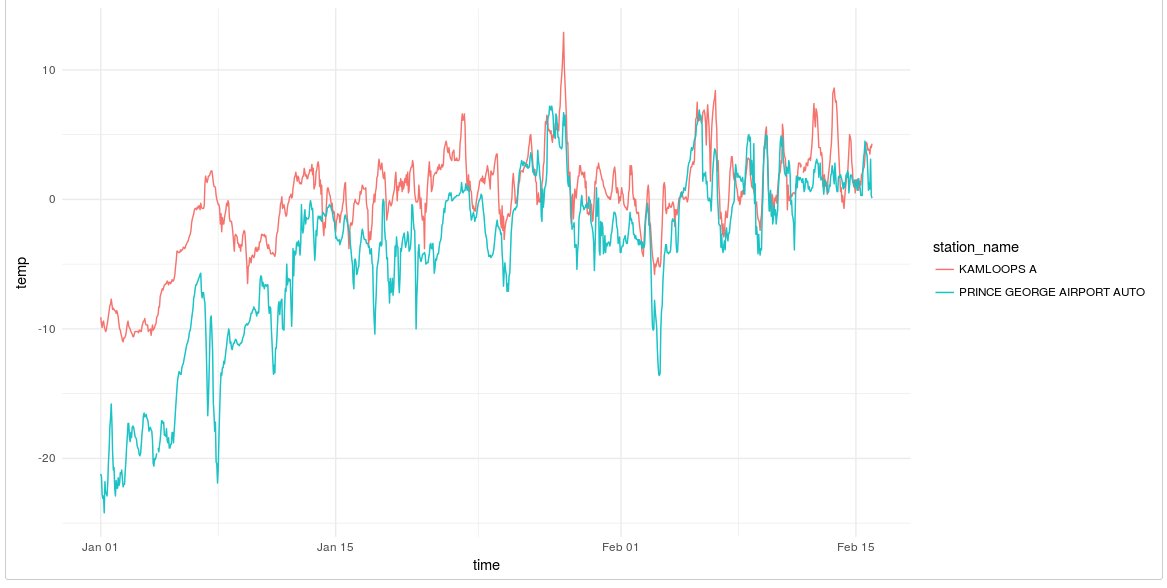 10
0
-10
-20
temp
Jan 01
Jan 15
Feb 01
Feb 15
time
station_name
KAMLOOPS A
PRINCE GEORGE AIRPORT AUTO